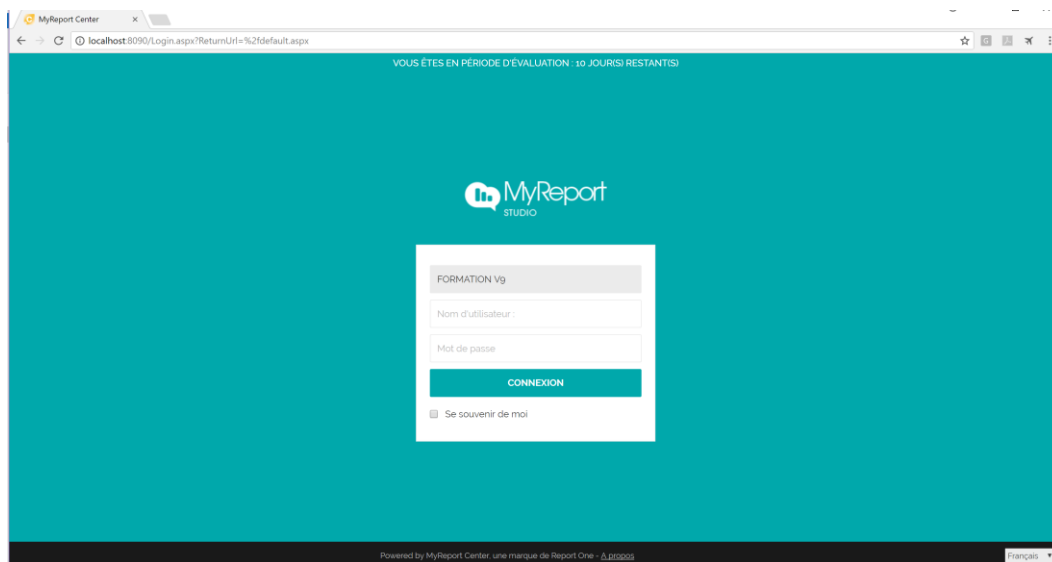 MyReport Center
localhost:8090/Login.aspx?ReturnUrl=%2fdefault.aspx
VOUS ÊTES EN PÉRIODE D'ÉVALUATION : 10 JOUR(S) RESTANT(S)
MyReport
STUDIO
FORMATION V9
Nom d'utilisateur :
Mot de passe
CONNEXION
Se souvenir de moi
Powered by MyReport Center, une marque de Report One - A propos
Français